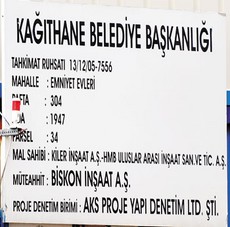 KAĞITHANE BELEDİYE BAŞKANLIĞI
TAHKİMAT RUHSATI 13/12/05-7556
MAHALLE : EMNİYET EVLERİ
PAFTA : 304
ADA : 1947
PARSEL : 34
MAL SAHİBİ : KİLER İNŞAAT A.Ş.-HMB ULUSLAR ARASI İNŞAAT SAN.VE TİC. A.Ş.
MÜTEAHHİT : BİSKON İNŞAAT A.Ş.
PROJE DENETİM BİRİMİ : AKS PROJE YAPI DENETİM LTD. ŞTİ.